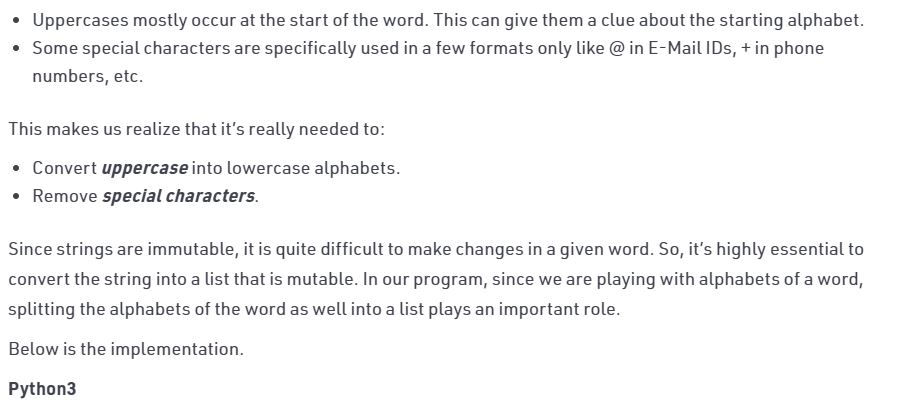 • Uppercases mostly occur at the start of the word. This can give them a clue about the starting alphabet.
• Some special characters are specifically used in a few formats only like @ in E-Mail IDs, + in phone
numbers, etc.
This makes us realize that it's really needed to:
• Convert uppercase into lowercase alphabets.
• Remove special characters.
Since strings are immutable, it is quite difficult to make changes in a given word. So, it's highly essential to
convert the string into a list that is mutable. In our program, since we are playing with alphabets of a word,
splitting the alphabets of the word as well into a list plays an important role.
Below is the implementation.
Python3